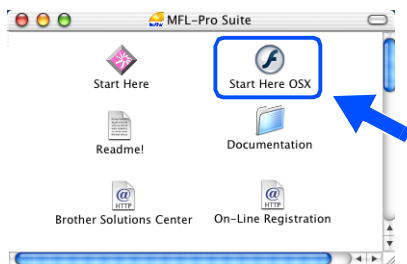 MFL-Pro Suite
Start Here
Start Here OSX
Readme!
Documentation
HTTP
HTTP
Brother Solutions Center
On-Line Registration